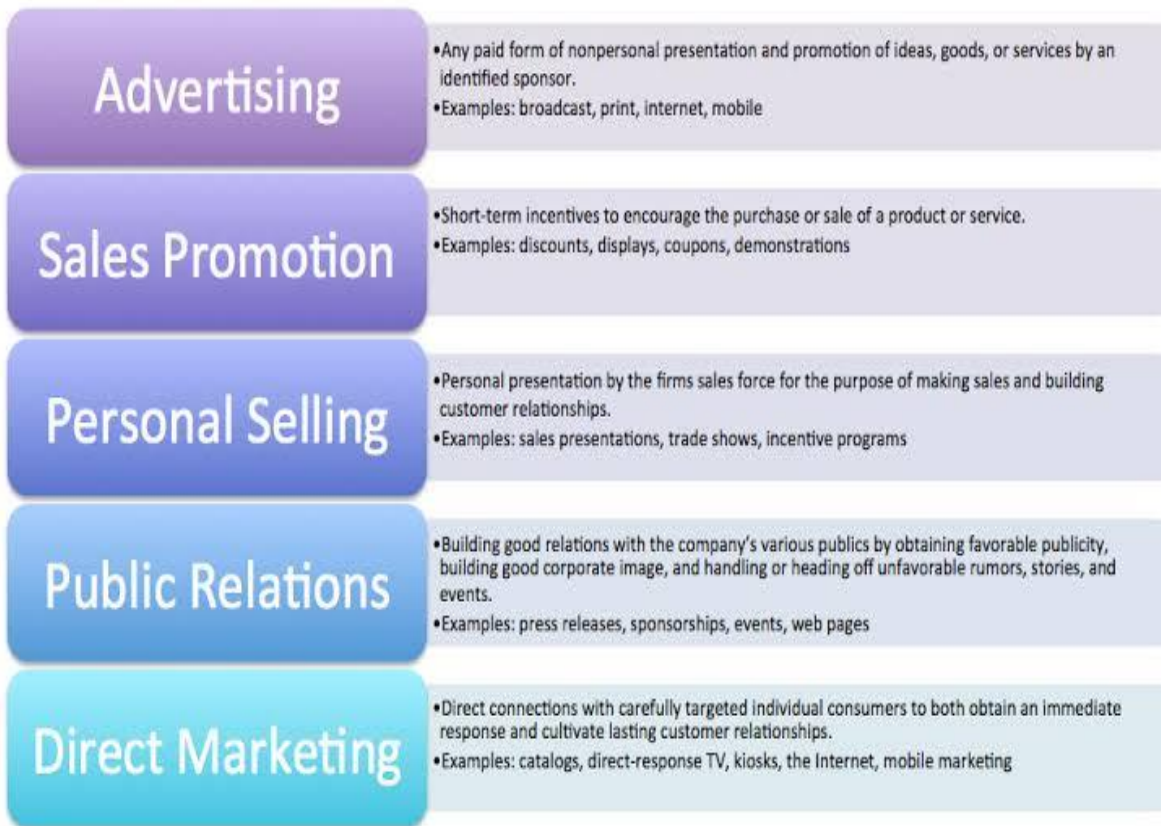 Advertising
•Any paid form of nonpersonal presentation and promotion of ideas, goods, or services by an
identified sponsor.
•Examples: broadcast, print, internet, mobile
Sales Promotion
•Short-term incentives to encourage the purchase or sale of a product or service.
•Examples: discounts, displays, coupons, demonstrations
Personal Selling
•Personal presentation by the firms sales force for the purpose of making sales and building
customer relationships.
•Examples: sales presentations, trade shows, incentive programs
Public Relations
•Building good relations with the company's various publics by obtaining favorable publicity,
building good corporate image, and handling or heading off unfavorable rumors, stories, and
events.
•Examples: press releases, sponsorships, events, web pages
Direct Marketing
•Direct connections with carefully targeted individual consumers to both obtain an immediate
response and cultivate lasting customer relationships.
•Examples: catalogs, direct-response TV, kiosks, the Internet, mobile marketing